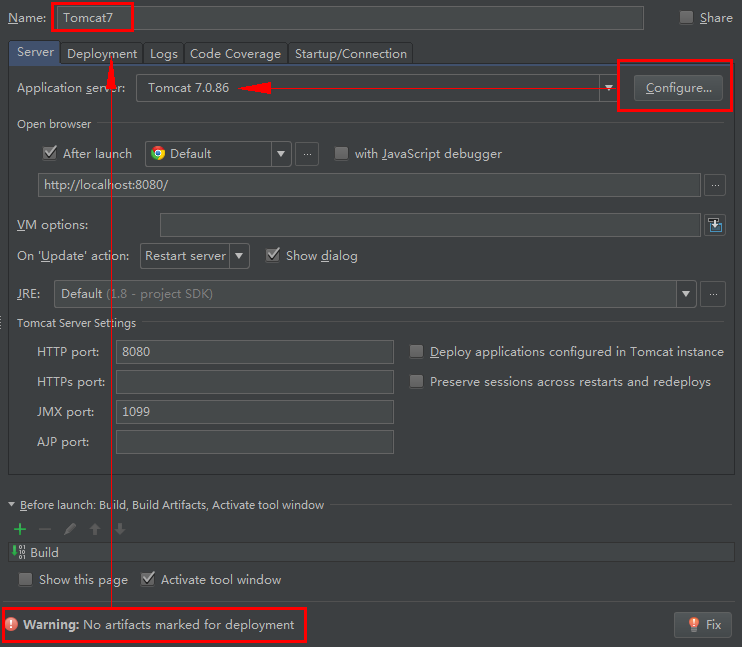 Name: Tomcat7 Share
Server Deployment Logs Code Coverage Startup/Connection
Application server: Tomcat 7.0.86 Configure...
Open browser
After launch Default ... with JavaScript debugger
http://localhost:8080/ ...
VM options:
On 'Update' action: Restart server Show dialog
JRE: Default (1.8 - project SDK) ...
Tomcat Server Settings
HTTP port: 8080 Deploy applications configured in Tomcat instance
HTTPs port: Preserve sessions across restarts and redeploys
JMX port: 1099
AJP port:
Before launch: Build, Build Artifacts, Activate tool window
Build
Show this page Activate tool window
Warning: No artifacts marked for deployment Fix